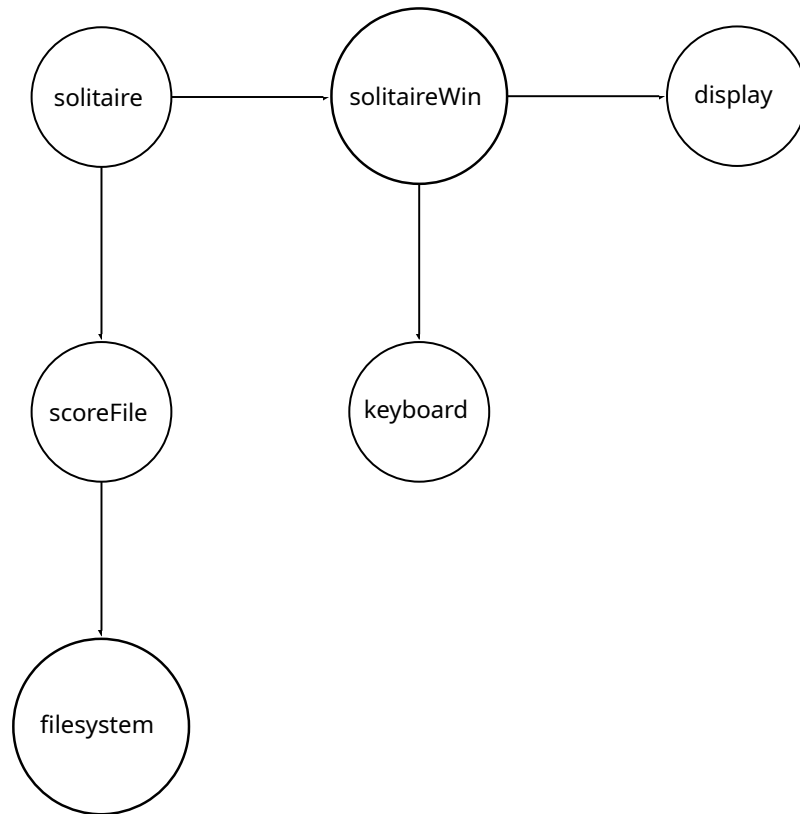 solitaire
solitaireWin
display
scoreFile
keyboard
filesystem